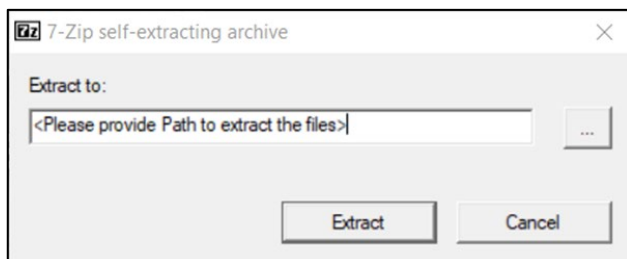 7z 7-Zip self-extracting archive
Extract to:
<Please provide Path to extract the files>
...
Extract Cancel